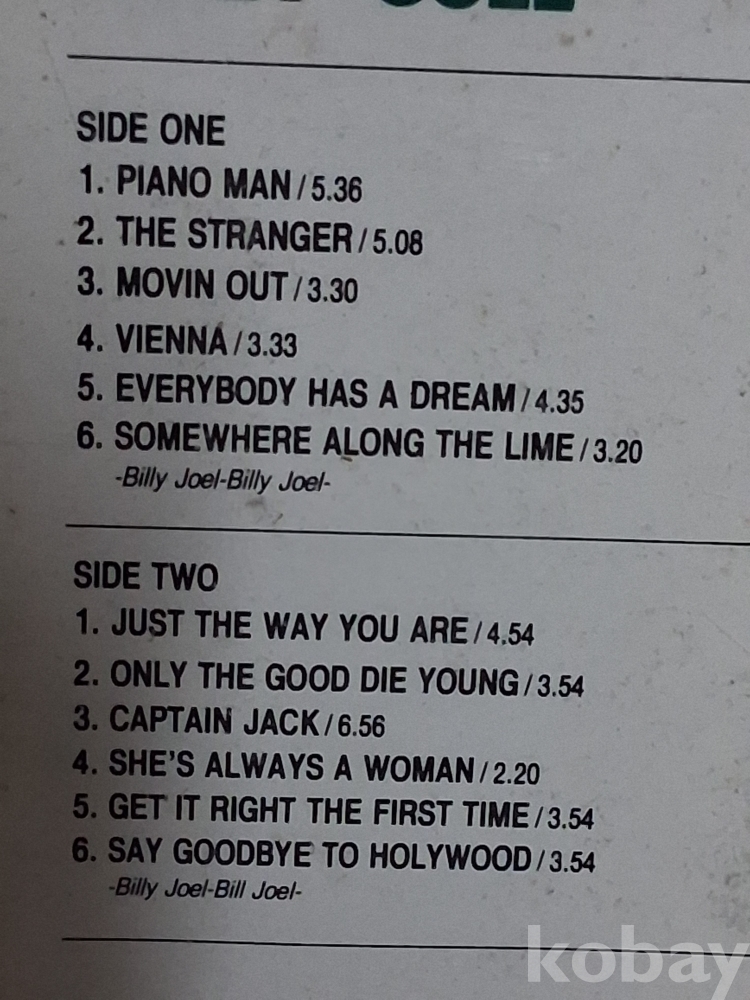 SIDE ONE
1. PIANO MAN/5.36
2. THE STRANGER/5.08
3. MOVIN OUT/3.30
4. VIENNA/3.33
5. EVERYBODY HAS A DREAM/4.35
6. SOMEWHERE ALONG THE LIME/3.20
-Billy Joel-Billy Joel-
SIDE TWO
1. JUST THE WAY YOU ARE/4.54
2. ONLY THE GOOD DIE YOUNG/3.54
3. CAPTAIN JACK/6.56
4. SHE'S ALWAYS A WOMAN/2.20
5. GET IT RIGHT THE FIRST TIME/3.54
6. SAY GOODBYE TO HOLYWOOD/3.54
-Billy Joel-Bill Joel-
kobay